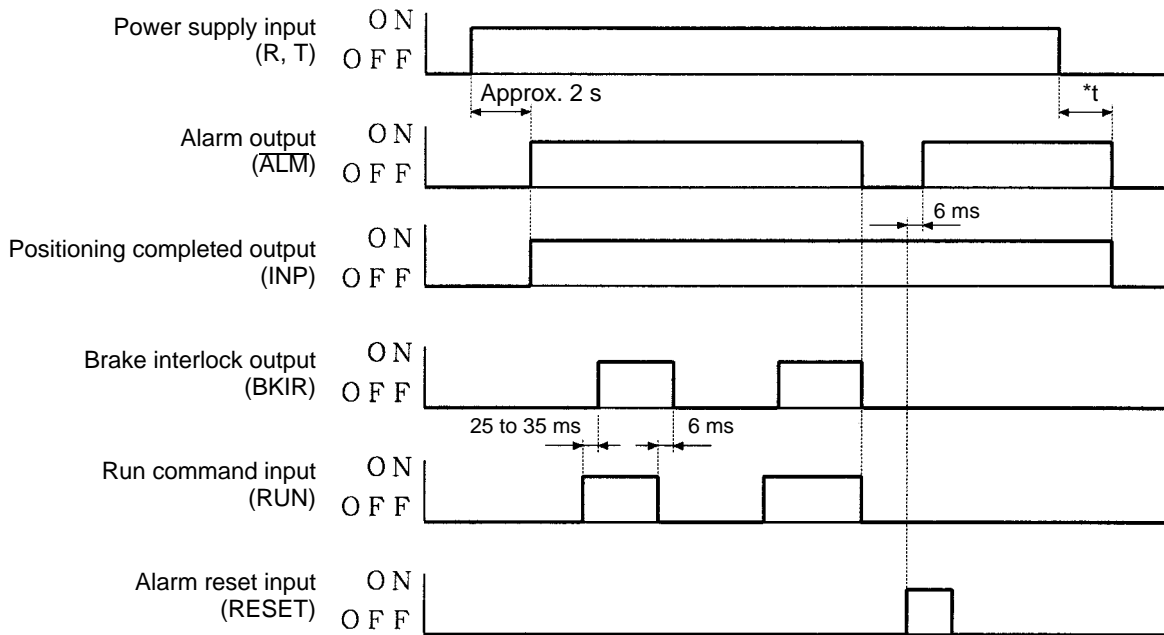 Power supply input
(R, T)
ON
OFF
Approx. 2 s
*t
Alarm output
(ALM)
ON
OFF
6 ms
Positioning completed output
(INP)
ON
OFF
Brake interlock output
(BKIR)
ON
OFF
25 to 35 ms
6 ms
Run command input
(RUN)
ON
OFF
Alarm reset input
(RESET)
ON
OFF